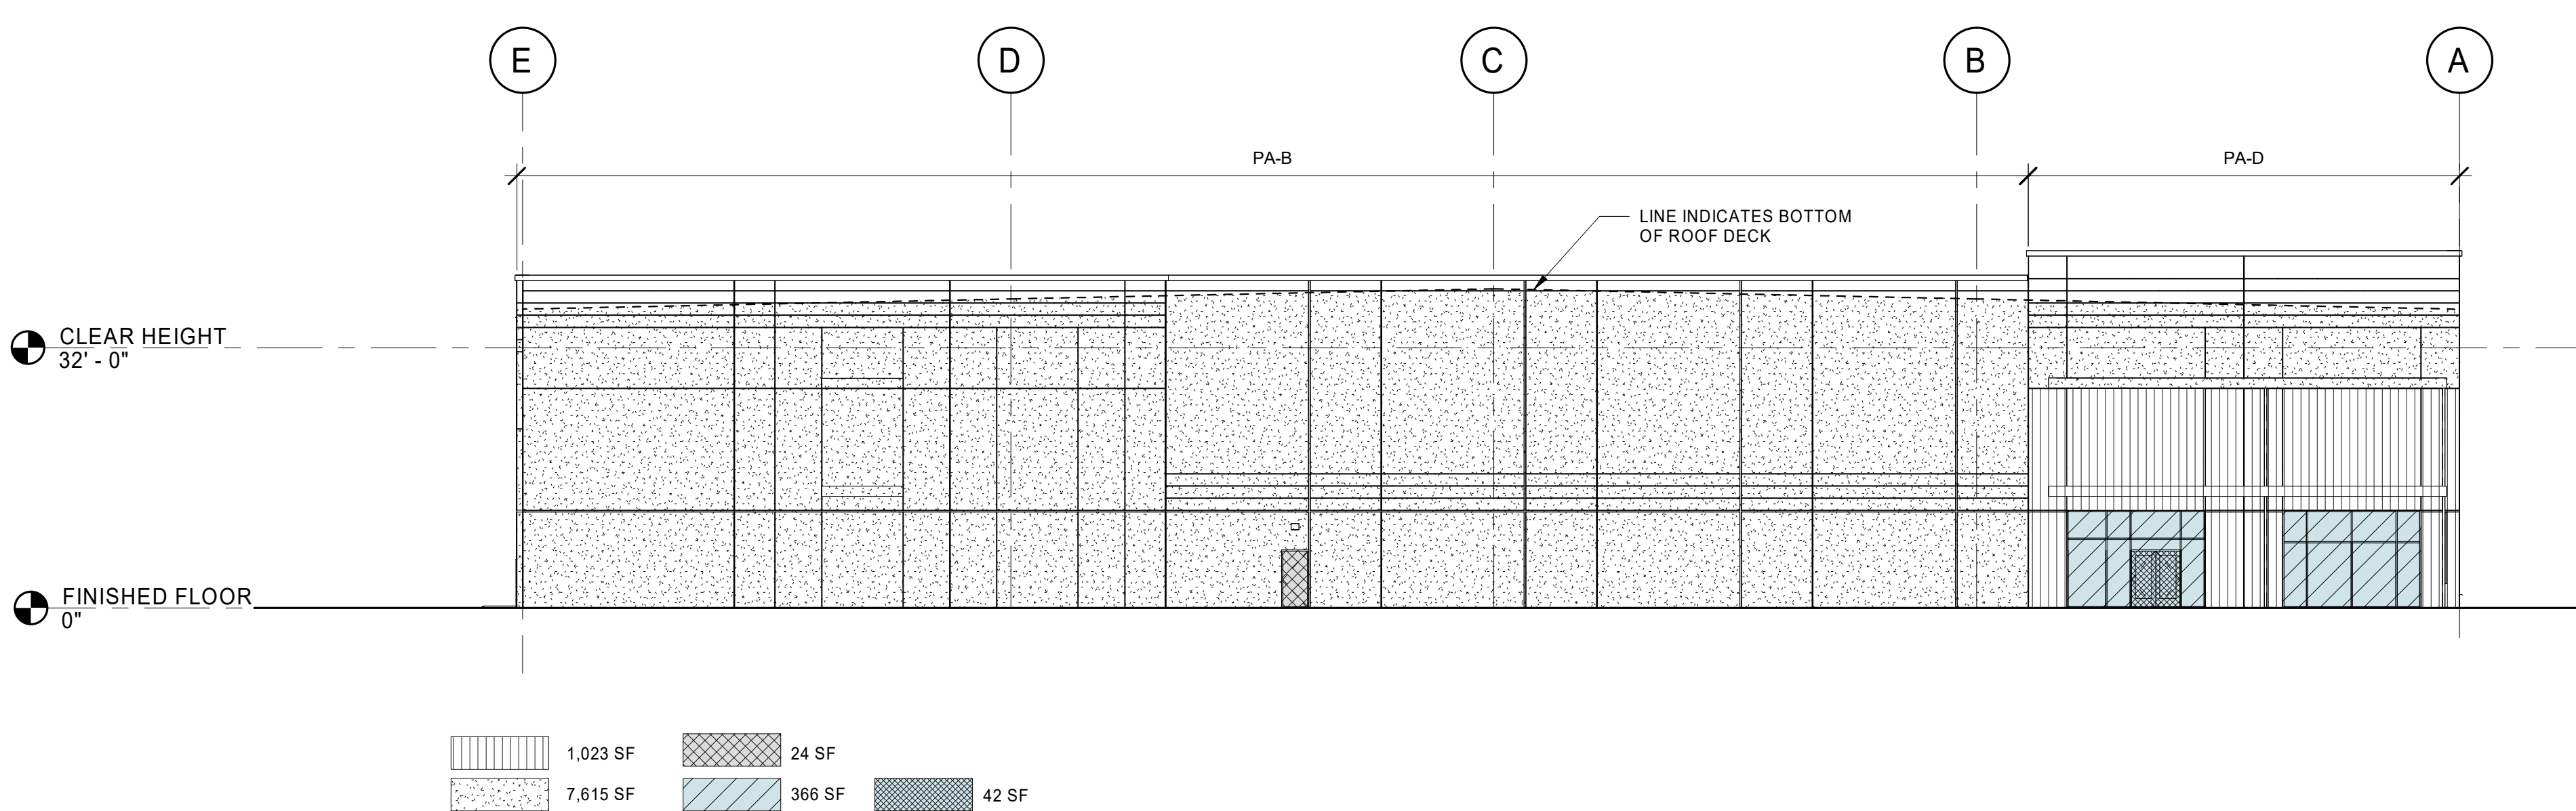 E
D
C
B
A
PA-B
PA-D
LINE INDICATES BOTTOM
OF ROOF DECK
CLEAR HEIGHT
32' - 0"
FINISHED FLOOR
0"
1,023 SF
24 SF
7,615 SF
366 SF
42 SF